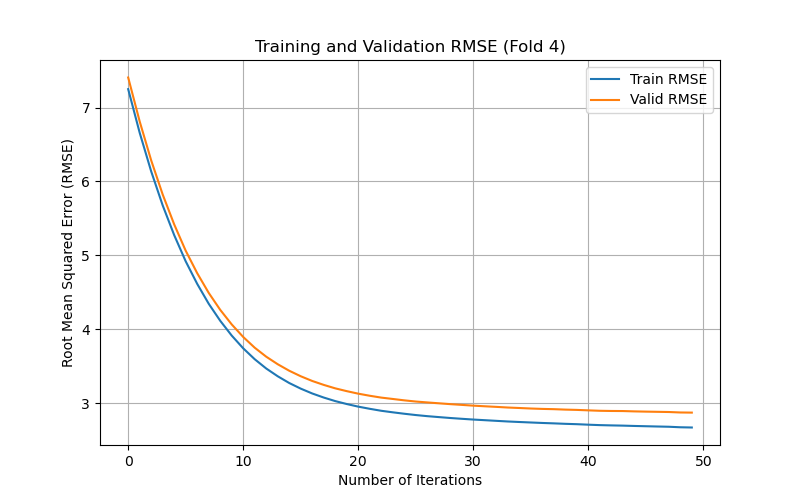 Training and Validation RMSE (Fold 4)
Train RMSE
Valid RMSE
Root Mean Squared Error (RMSE)
7
6
5
4
3
0 10 20 30 40 50
Number of Iterations